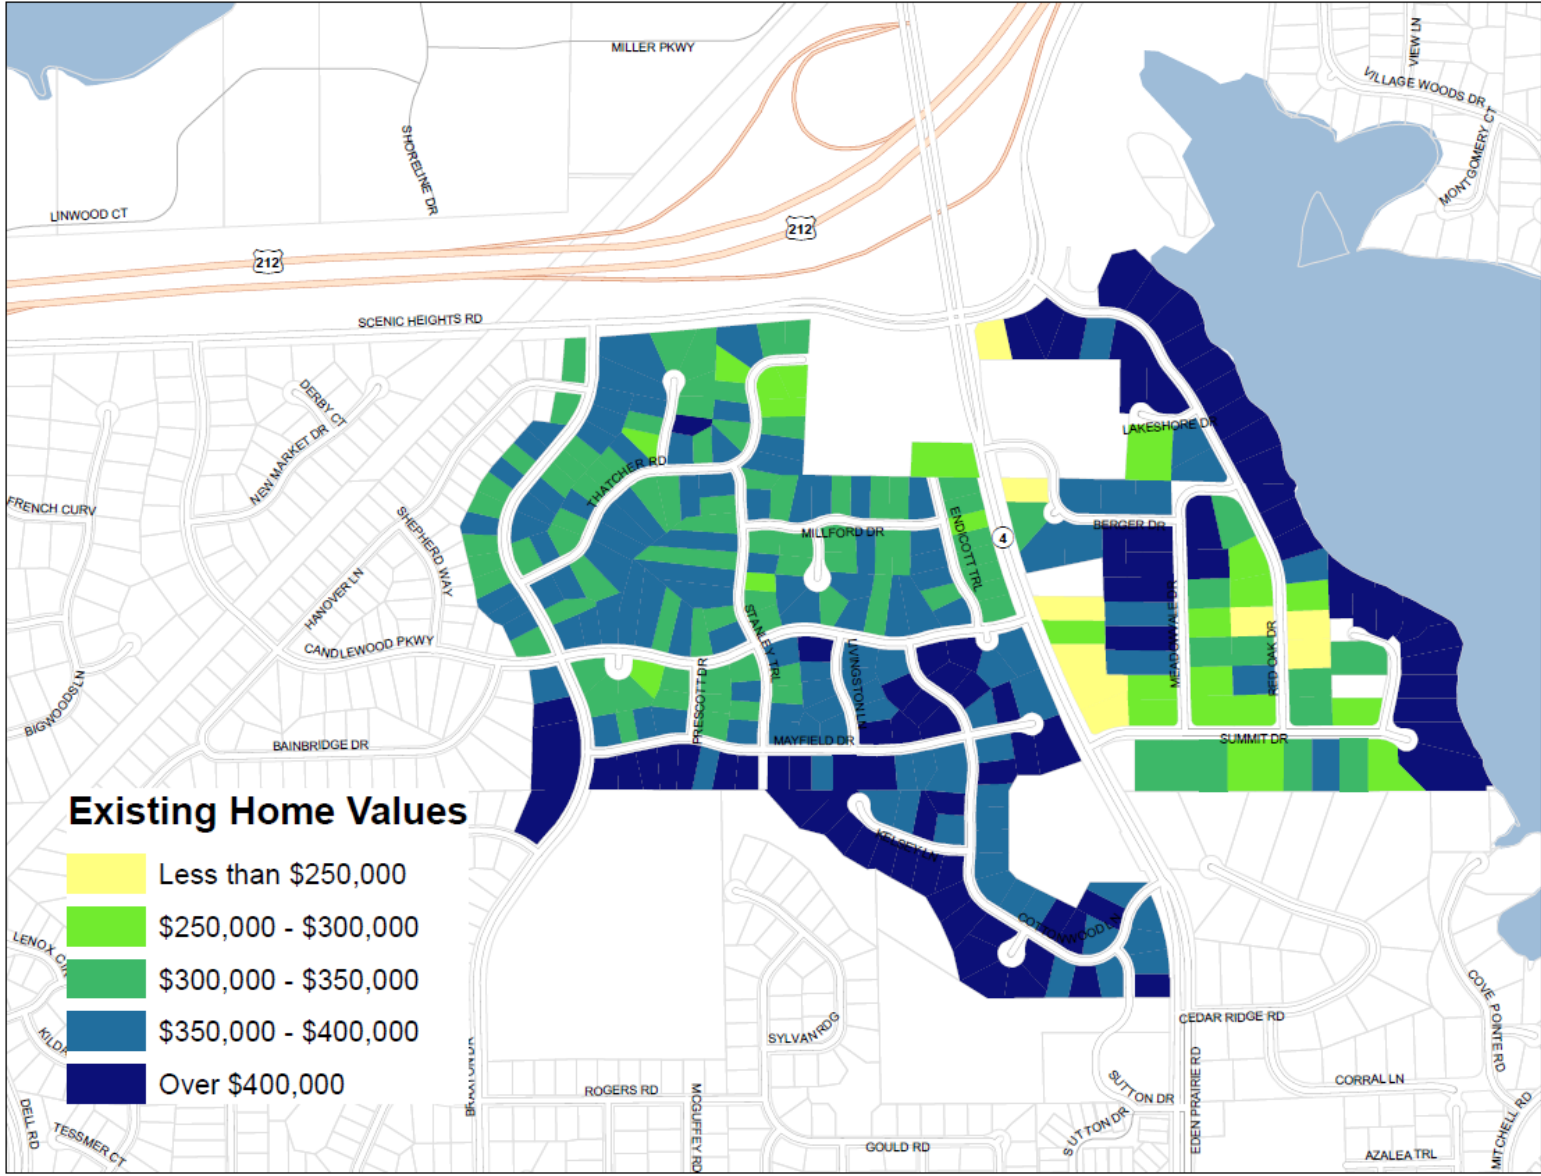 MILLER PKWY
VIEW LN
VILLAGE WOODS DR
MONTGOMERY CT
SHORELINE DR
LINWOOD CT
212
212
SCENIC HEIGHTS RD
DERBY CT
NEW MARKET DR
FRENCH CURV
THATCHER RD
LAKESHORE DR
SHEPHERD WAY
MILLFORD DR
ENDICOTT TRL
4
BERGER DR
HANOVER LN
CANDLEWOOD PKWY
STANLEY TRL
LIVINGSTON LN
MEADOWVALE DR
RED OAK DR
PRESCOTT DR
BIGWOODS LN
BAINBRIDGE DR
MAYFIELD DR
SUMMIT DR
Existing Home Values
Less than $250,000
$250,000 - $300,000
$300,000 - $350,000
$350,000 - $400,000
Over $400,000
KELSEY LN
COTTONWOOD LN
LENOX CIR
SYLVAN RDG
CEDAR RIDGE RD
COVE POINTE RD
BRAXTON DR
ROGERS RD
MCGUFFEY RD
GOULD RD
SUTTON DR
SUTTON DR
EDEN PRAIRIE RD
CORRAL LN
MITCHELL RD
AZALEA TRL
DELL RD
TESSMER CT